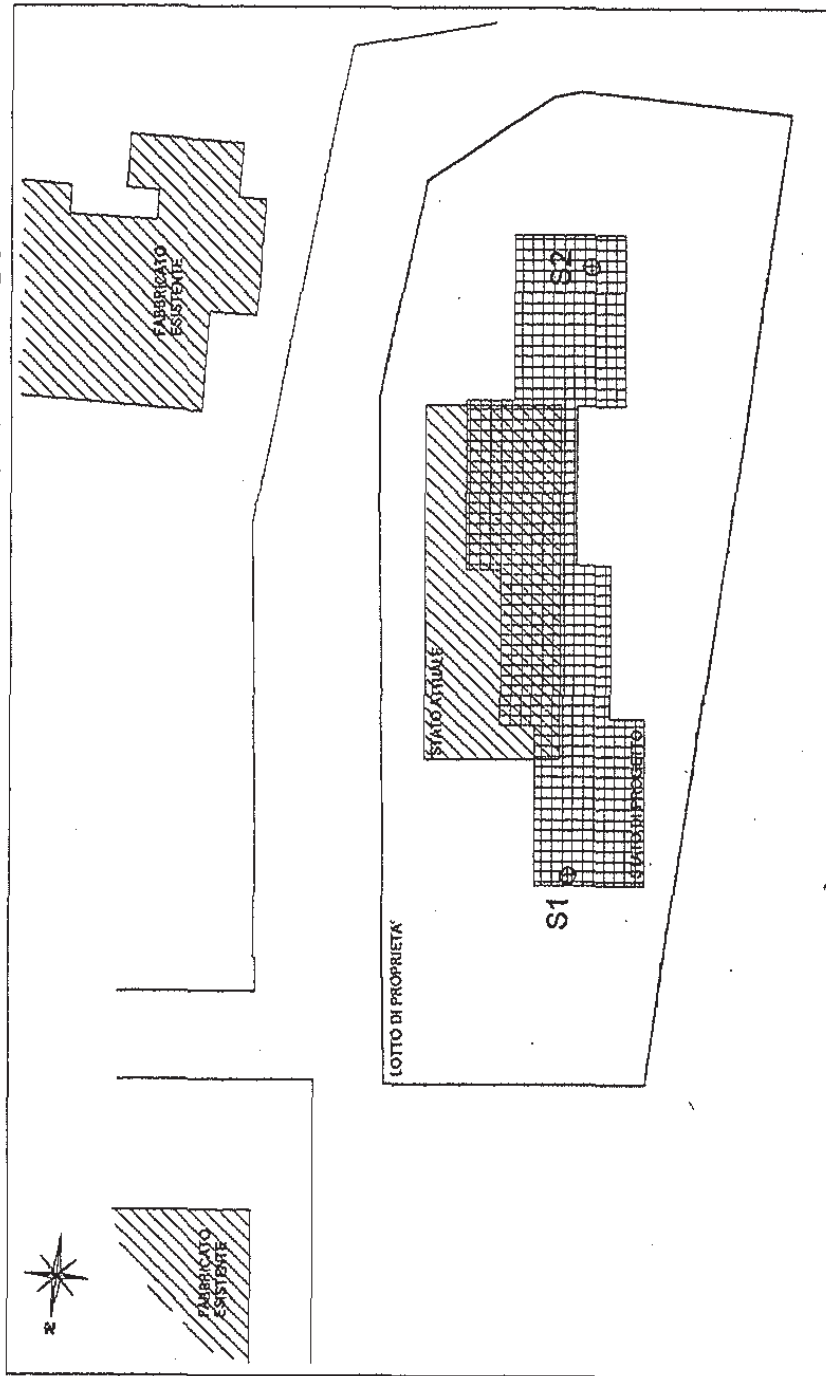 FABBRICATO
ESISTENTE
S2
STATO ATTUALE
STATO DI PROGETTO
S1
LOTTO DI PROPRIETA'
FABBRICATO
ESISTENTE
N